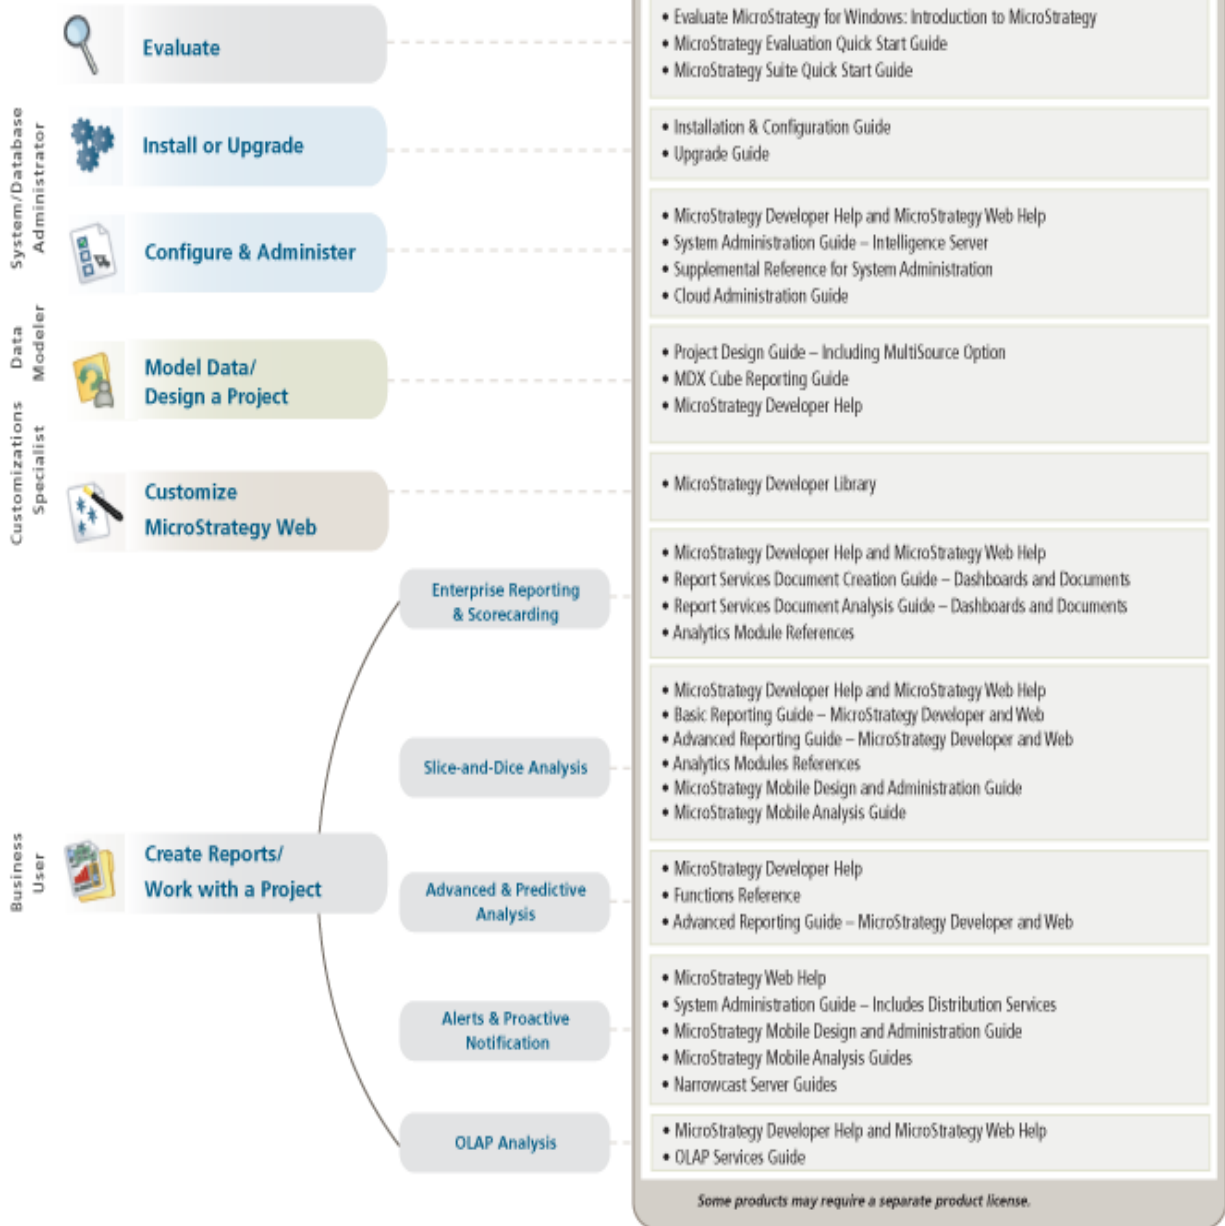 Evaluate
• Evaluate MicroStrategy for Windows: Introduction to MicroStrategy
• MicroStrategy Evaluation Quick Start Guide
• MicroStrategy Suite Quick Start Guide
System/Database
Administrator
Install or Upgrade
• Installation & Configuration Guide
• Upgrade Guide
Configure & Administer
• MicroStrategy Developer Help and MicroStrategy Web Help
• System Administration Guide – Intelligence Server
• Supplemental Reference for System Administration
• Cloud Administration Guide
Data
Modeler
Model Data/
Design a Project
• Project Design Guide – Including MultiSource Option
• MDX Cube Reporting Guide
• MicroStrategy Developer Help
Customizations
Specialist
Customize
MicroStrategy Web
• MicroStrategy Developer Library
Business
User
Create Reports/
Work with a Project
Enterprise Reporting
& Scorecarding
• MicroStrategy Developer Help and MicroStrategy Web Help
• Report Services Document Creation Guide – Dashboards and Documents
• Report Services Document Analysis Guide – Dashboards and Documents
• Analytics Module References
Slice-and-Dice Analysis
• MicroStrategy Developer Help and MicroStrategy Web Help
• Basic Reporting Guide – MicroStrategy Developer and Web
• Advanced Reporting Guide – MicroStrategy Developer and Web
• Analytics Modules References
• MicroStrategy Mobile Design and Administration Guide
• MicroStrategy Mobile Analysis Guide
Advanced & Predictive
Analysis
• MicroStrategy Developer Help
• Functions Reference
• Advanced Reporting Guide – MicroStrategy Developer and Web
Alerts & Proactive
Notification
• MicroStrategy Web Help
• System Administration Guide – Includes Distribution Services
• MicroStrategy Mobile Design and Administration Guide
• MicroStrategy Mobile Analysis Guides
• Narrowcast Server Guides
OLAP Analysis
• MicroStrategy Developer Help and MicroStrategy Web Help
• OLAP Services Guide
Some products may require a separate product license.